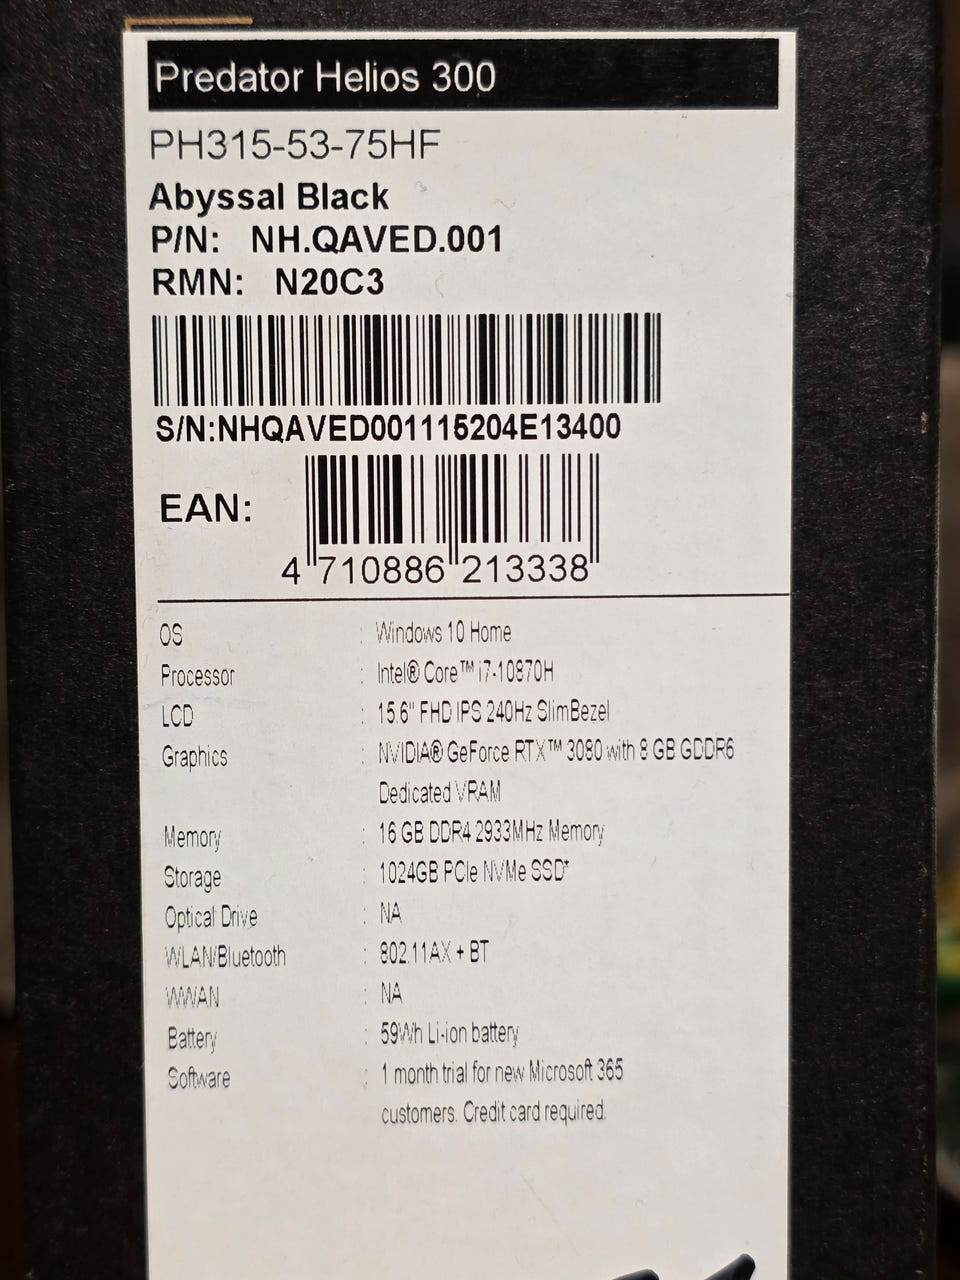 Predator Helios 300
PH315-53-75HF
Abyssal Black
P/N: NH.QAVED.001
RMN: N20C3
S/N:NHQAVED001115204E13400
EAN:
4 710886 213338
OS : Windows 10 Home
Processor : Intel® Core™ i7-10870H
LCD : 15.6" FHD IPS 240Hz SlimBezel
Graphics : NVIDIA® GeForce RTX™ 3080 with 8 GB GDDR6
Dedicated VRAM
Memory : 16 GB DDR4 2933MHz Memory
Storage : 1024GB PCIe NVMe SSD*
Optical Drive : NA
WLAN/Bluetooth : 802.11AX + BT
WWAN : NA
Battery : 59Wh Li-ion battery
Software : 1 month trial for new Microsoft 365
customers. Credit card required.